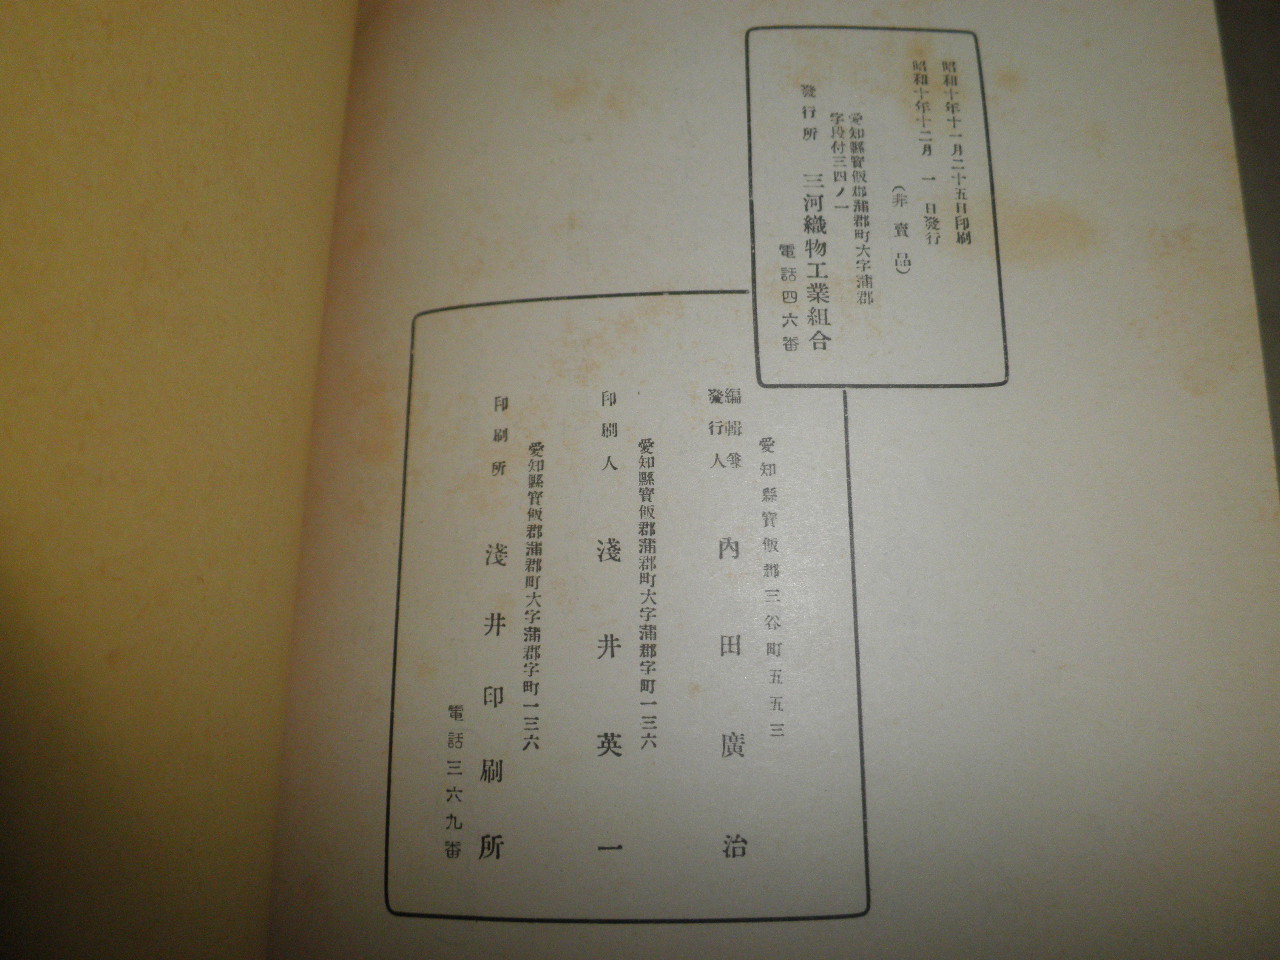 昭和十年十一月二十五日印刷
昭和十年十二月一日發行
(非賣品)
愛知縣寳飯郡蒲郡町大字蒲郡
字段付三四ノ一
發行所 三河織物工業組合
電話四六番
愛知縣寳飯郡三谷町五五三
編輯兼
發行人 內田廣治
愛知縣寳飯郡蒲郡町大字蒲郡字町一三六
印刷人 淺井英一
愛知縣寳飯郡蒲郡町大字蒲郡字町一三六
印刷所 淺井印刷所
電話三六九番